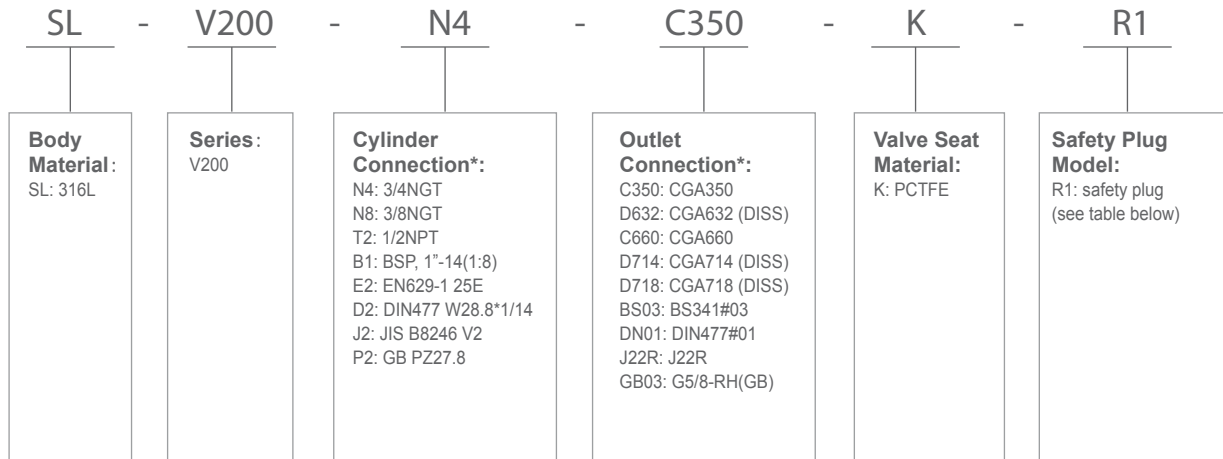 SL - V200 - N4 - C350 - K - R1
Body
Material:
SL: 316L
Series:
V200
Cylinder
Connection*:
N4: 3/4NGT
N8: 3/8NGT
T2: 1/2NPT
B1: BSP, 1”-14(1:8)
E2: EN629-1 25E
D2: DIN477 W28.8*1/14
J2: JIS B8246 V2
P2: GB PZ27.8
Outlet
Connection*:
C350: CGA350
D632: CGA632 (DISS)
C660: CGA660
D714: CGA714 (DISS)
D718: CGA718 (DISS)
BS03: BS341#03
DN01: DIN477#01
J22R: J22R
GB03: G5/8-RH(GB)
Valve Seat
Material:
K: PCTFE
Safety Plug
Model:
R1: safety plug
(see table below)